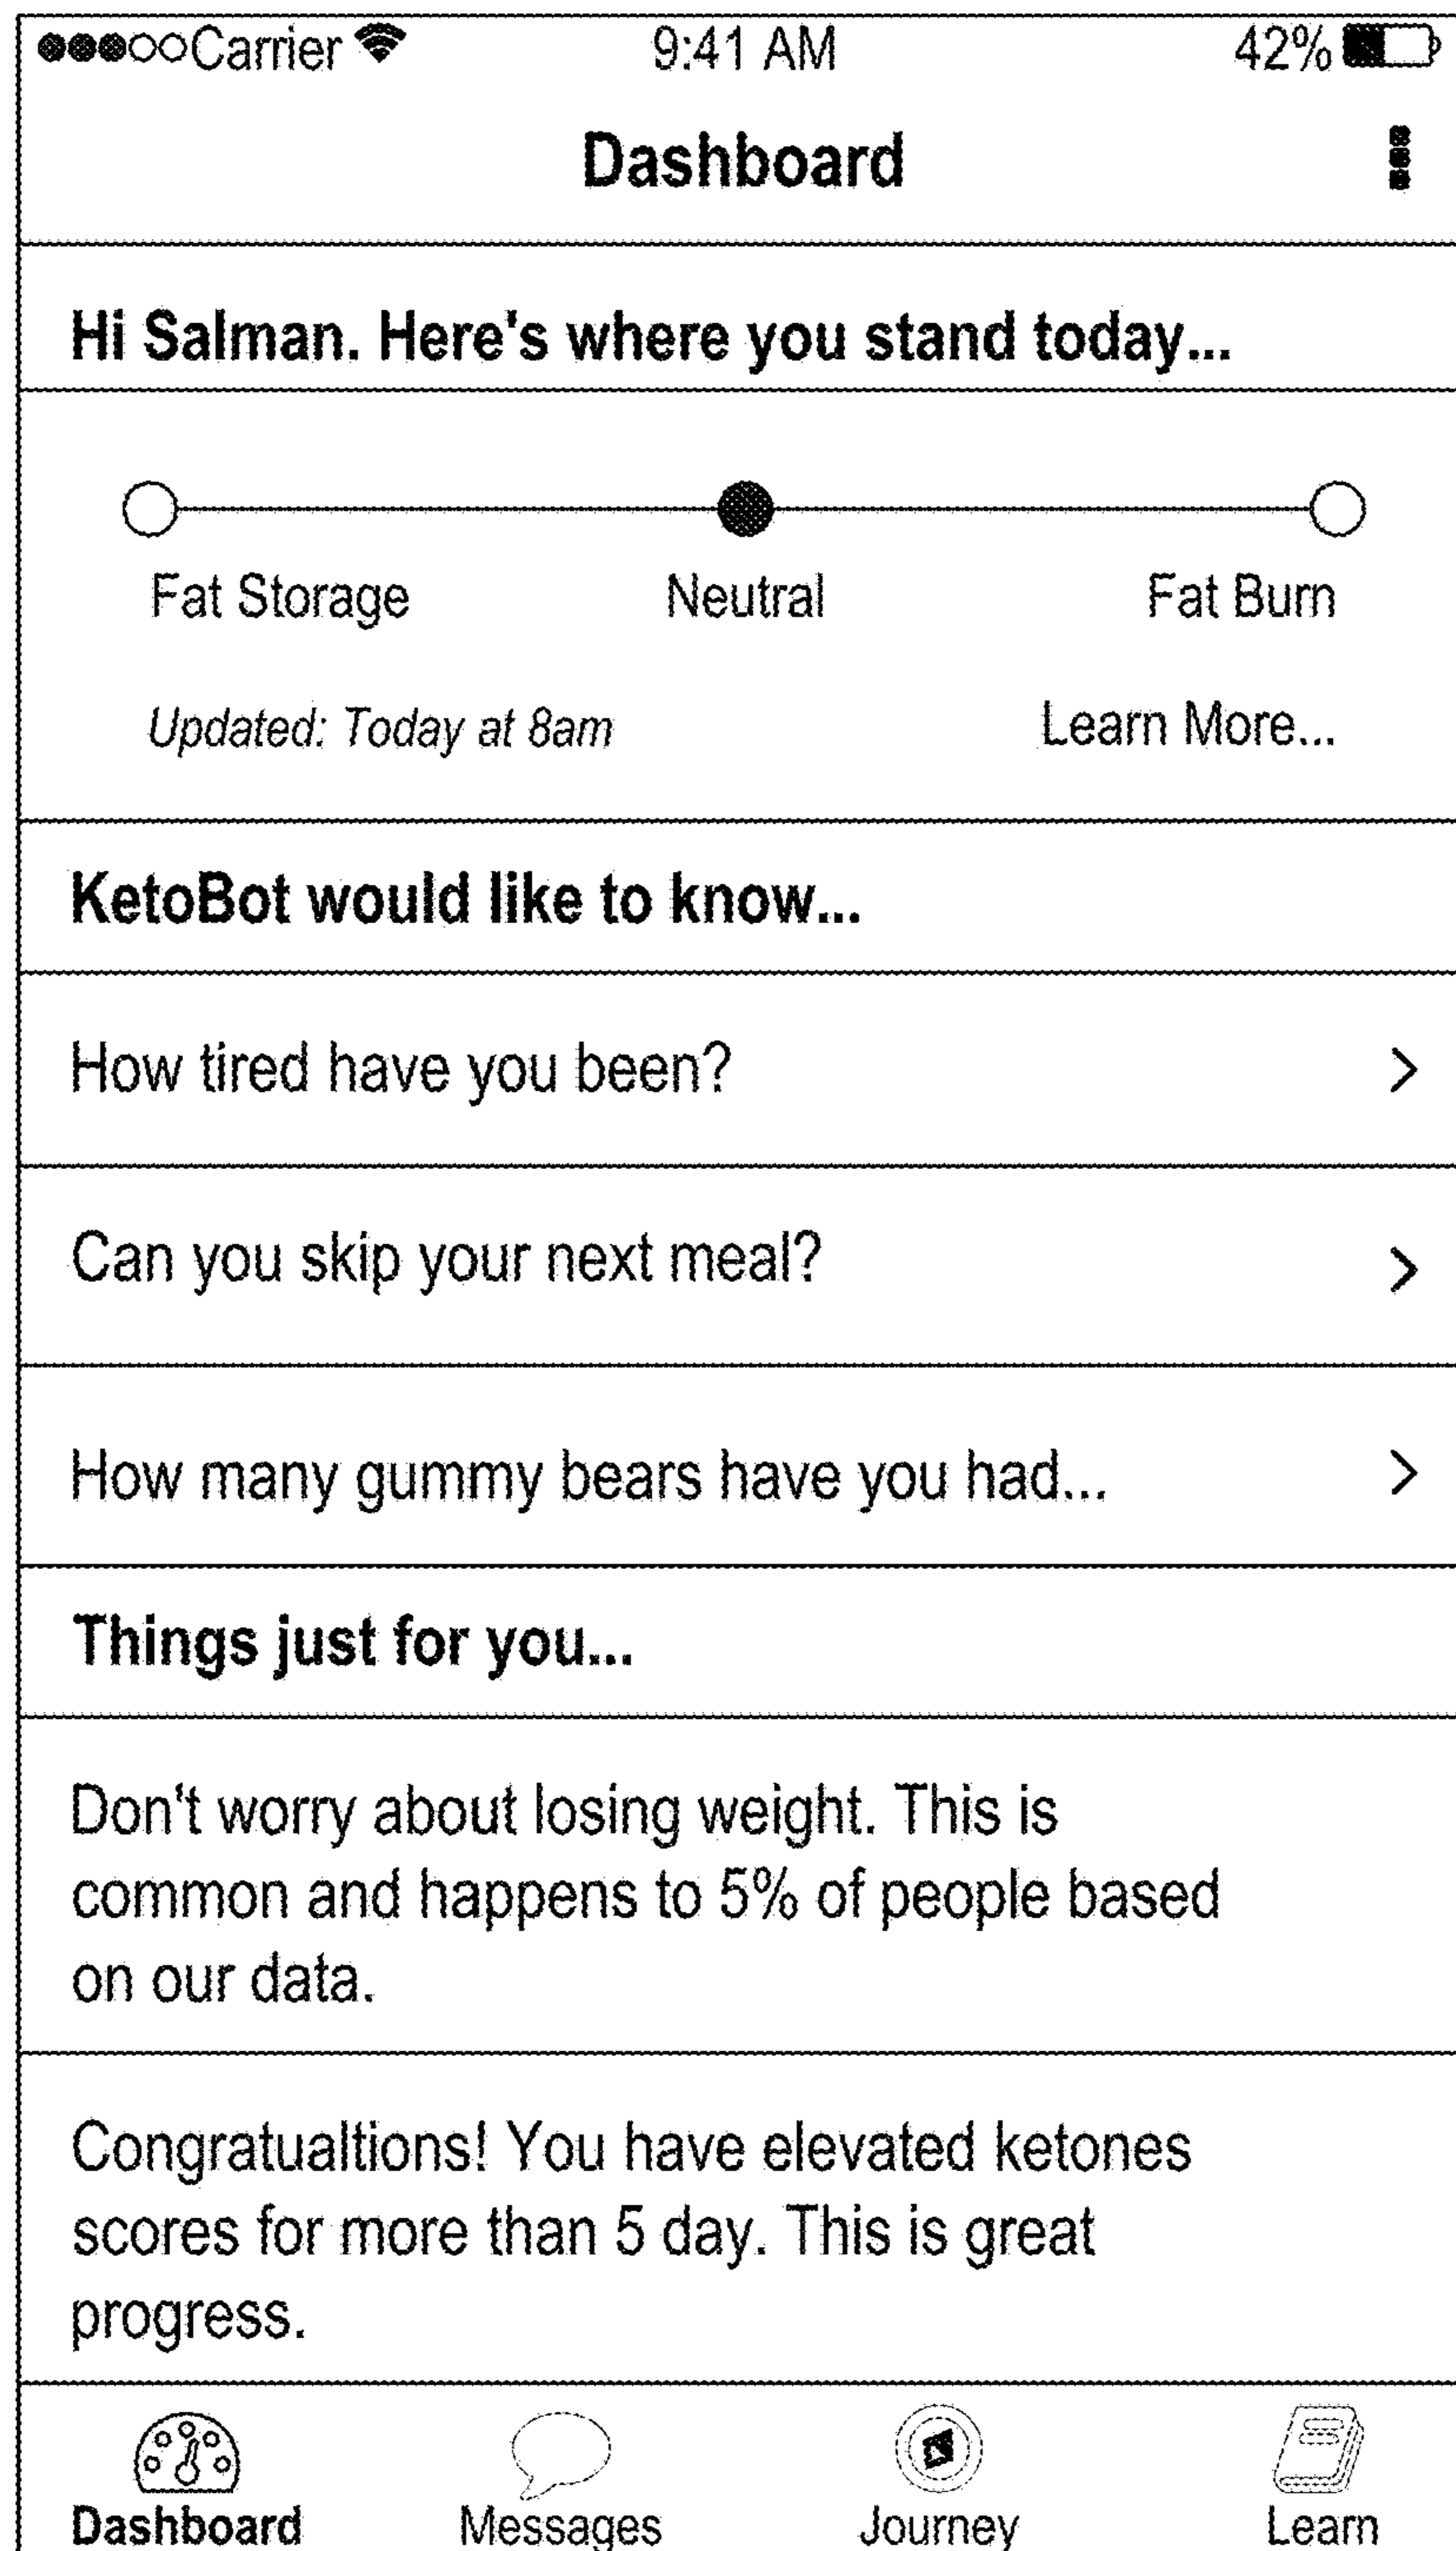 Carrier 9:41 AM 42%
Dashboard
Hi Salman. Here's where you stand today...
Fat Storage Neutral Fat Burn
Updated: Today at 8am Learn More...
KetoBot would like to know...
How tired have you been? >
Can you skip your next meal? >
How many gummy bears have you had... >
Things just for you...
Don't worry about losing weight. This is
common and happens to 5% of people based
on our data.
Congratualtions! You have elevated ketones
scores for more than 5 day. This is great
progress.
Dashboard Messages Journey Learn